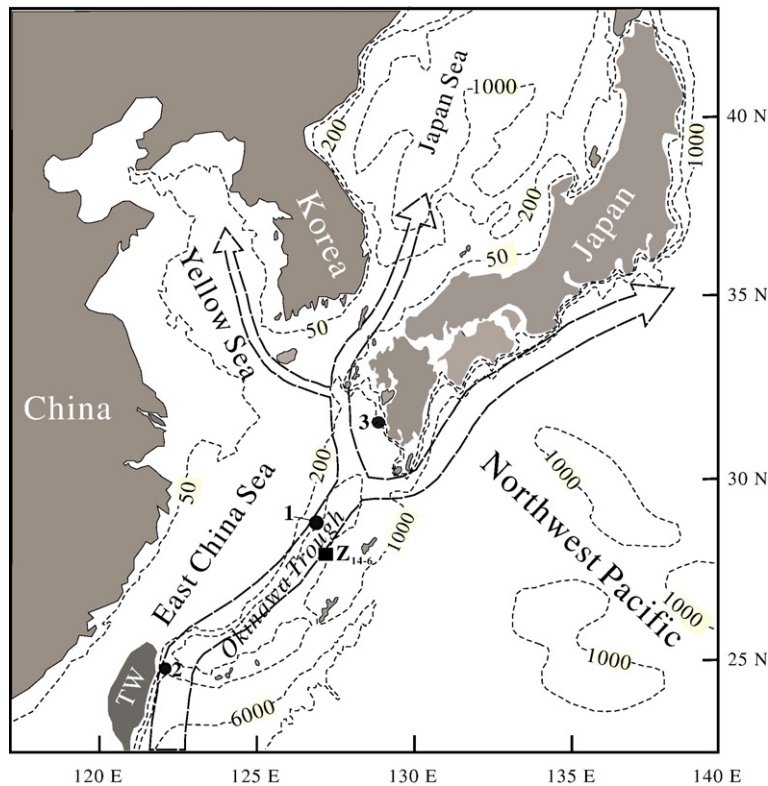 1000
Japan Sea
200
40 N
1000
Korea
200
Japan
Yellow Sea
50
50
35 N
China
3
200
50
East China Sea
Northwest Pacific
1000
30 N
1
1000
Z14-6
Okinawa Trough
1000
2
1000
25 N
TW
6000
120 E
125 E
130 E
135 E
140 E